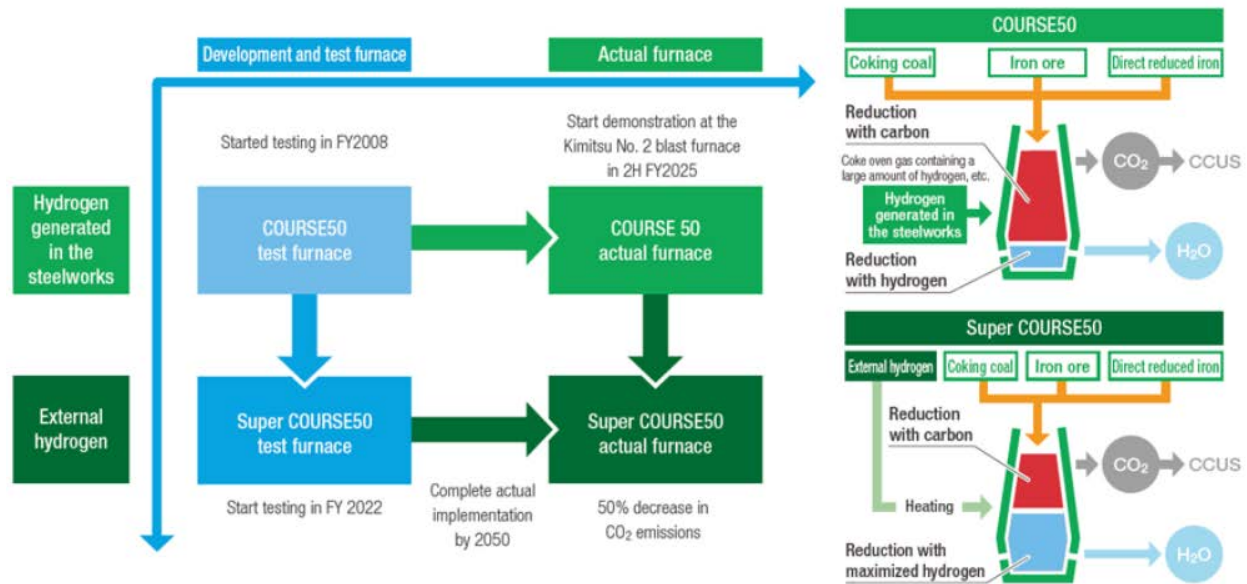 Development and test furnace
Actual furnace
Started testing in FY2008
Start demonstration at the
Kimitsu No. 2 blast furnace
in 2H FY2025
Hydrogen
generated
in the
steelworks
COURSE50
test furnace
COURSE 50
actual furnace
External
hydrogen
Super COURSE50
test furnace
Super COURSE50
actual furnace
Start testing in FY 2022
Complete actual
implementation
by 2050
50% decrease in
CO₂ emissions
COURSE50
Coking coal
Iron ore
Direct reduced iron
Reduction
with carbon
Coke oven gas containing a
large amount of hydrogen, etc.
Hydrogen
generated in
the steelworks
CO₂
CCUS
Reduction
with hydrogen
H₂O
Super COURSE50
External hydrogen
Coking coal
Iron ore
Direct reduced iron
Reduction
with carbon
CO₂
CCUS
Heating
Reduction with
maximized hydrogen
H₂O